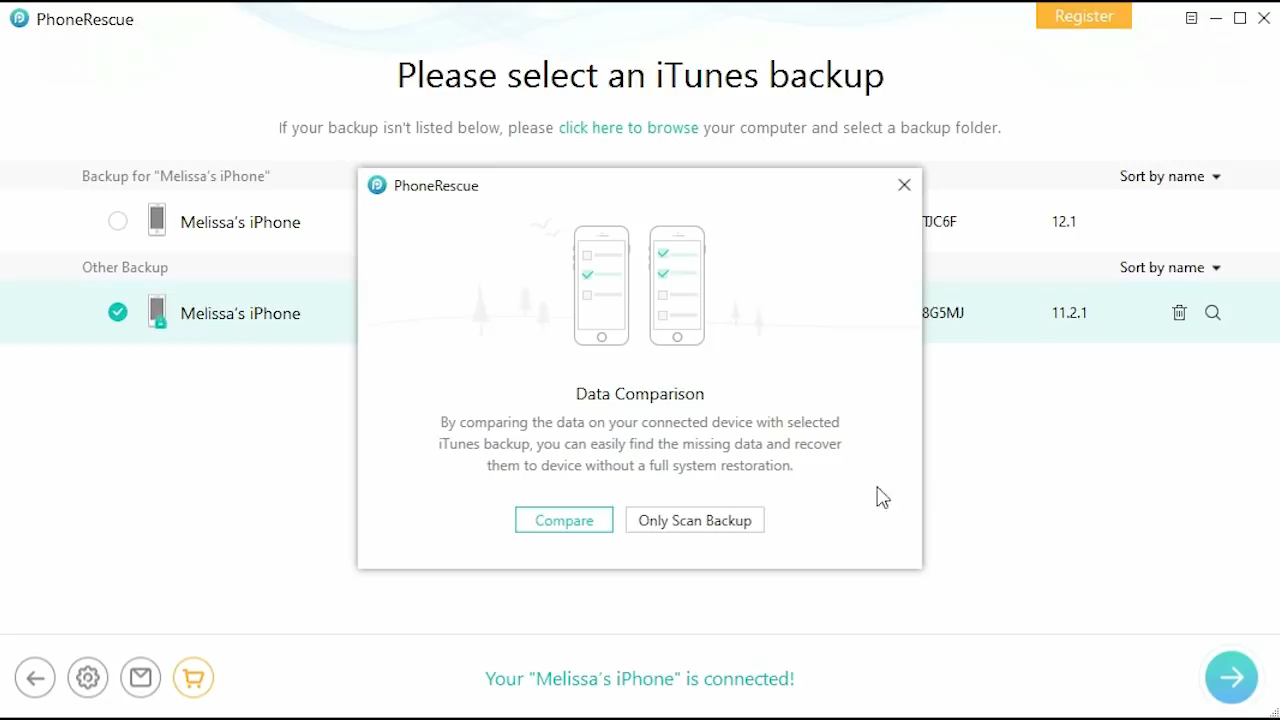 PhoneRescue
Register
Please select an iTunes backup
If your backup isn't listed below, please click here to browse your computer and select a backup folder.
Backup for "Melissa’s iPhone"
Sort by name
Melissa’s iPhone
JC6F
12.1
Other Backup
Sort by name
Melissa’s iPhone
8G5MJ
11.2.1
PhoneRescue
Data Comparison
By comparing the data on your connected device with selected
iTunes backup, you can easily find the missing data and recover
them to device without a full system restoration.
Compare
Only Scan Backup
Your "Melissa’s iPhone" is connected!